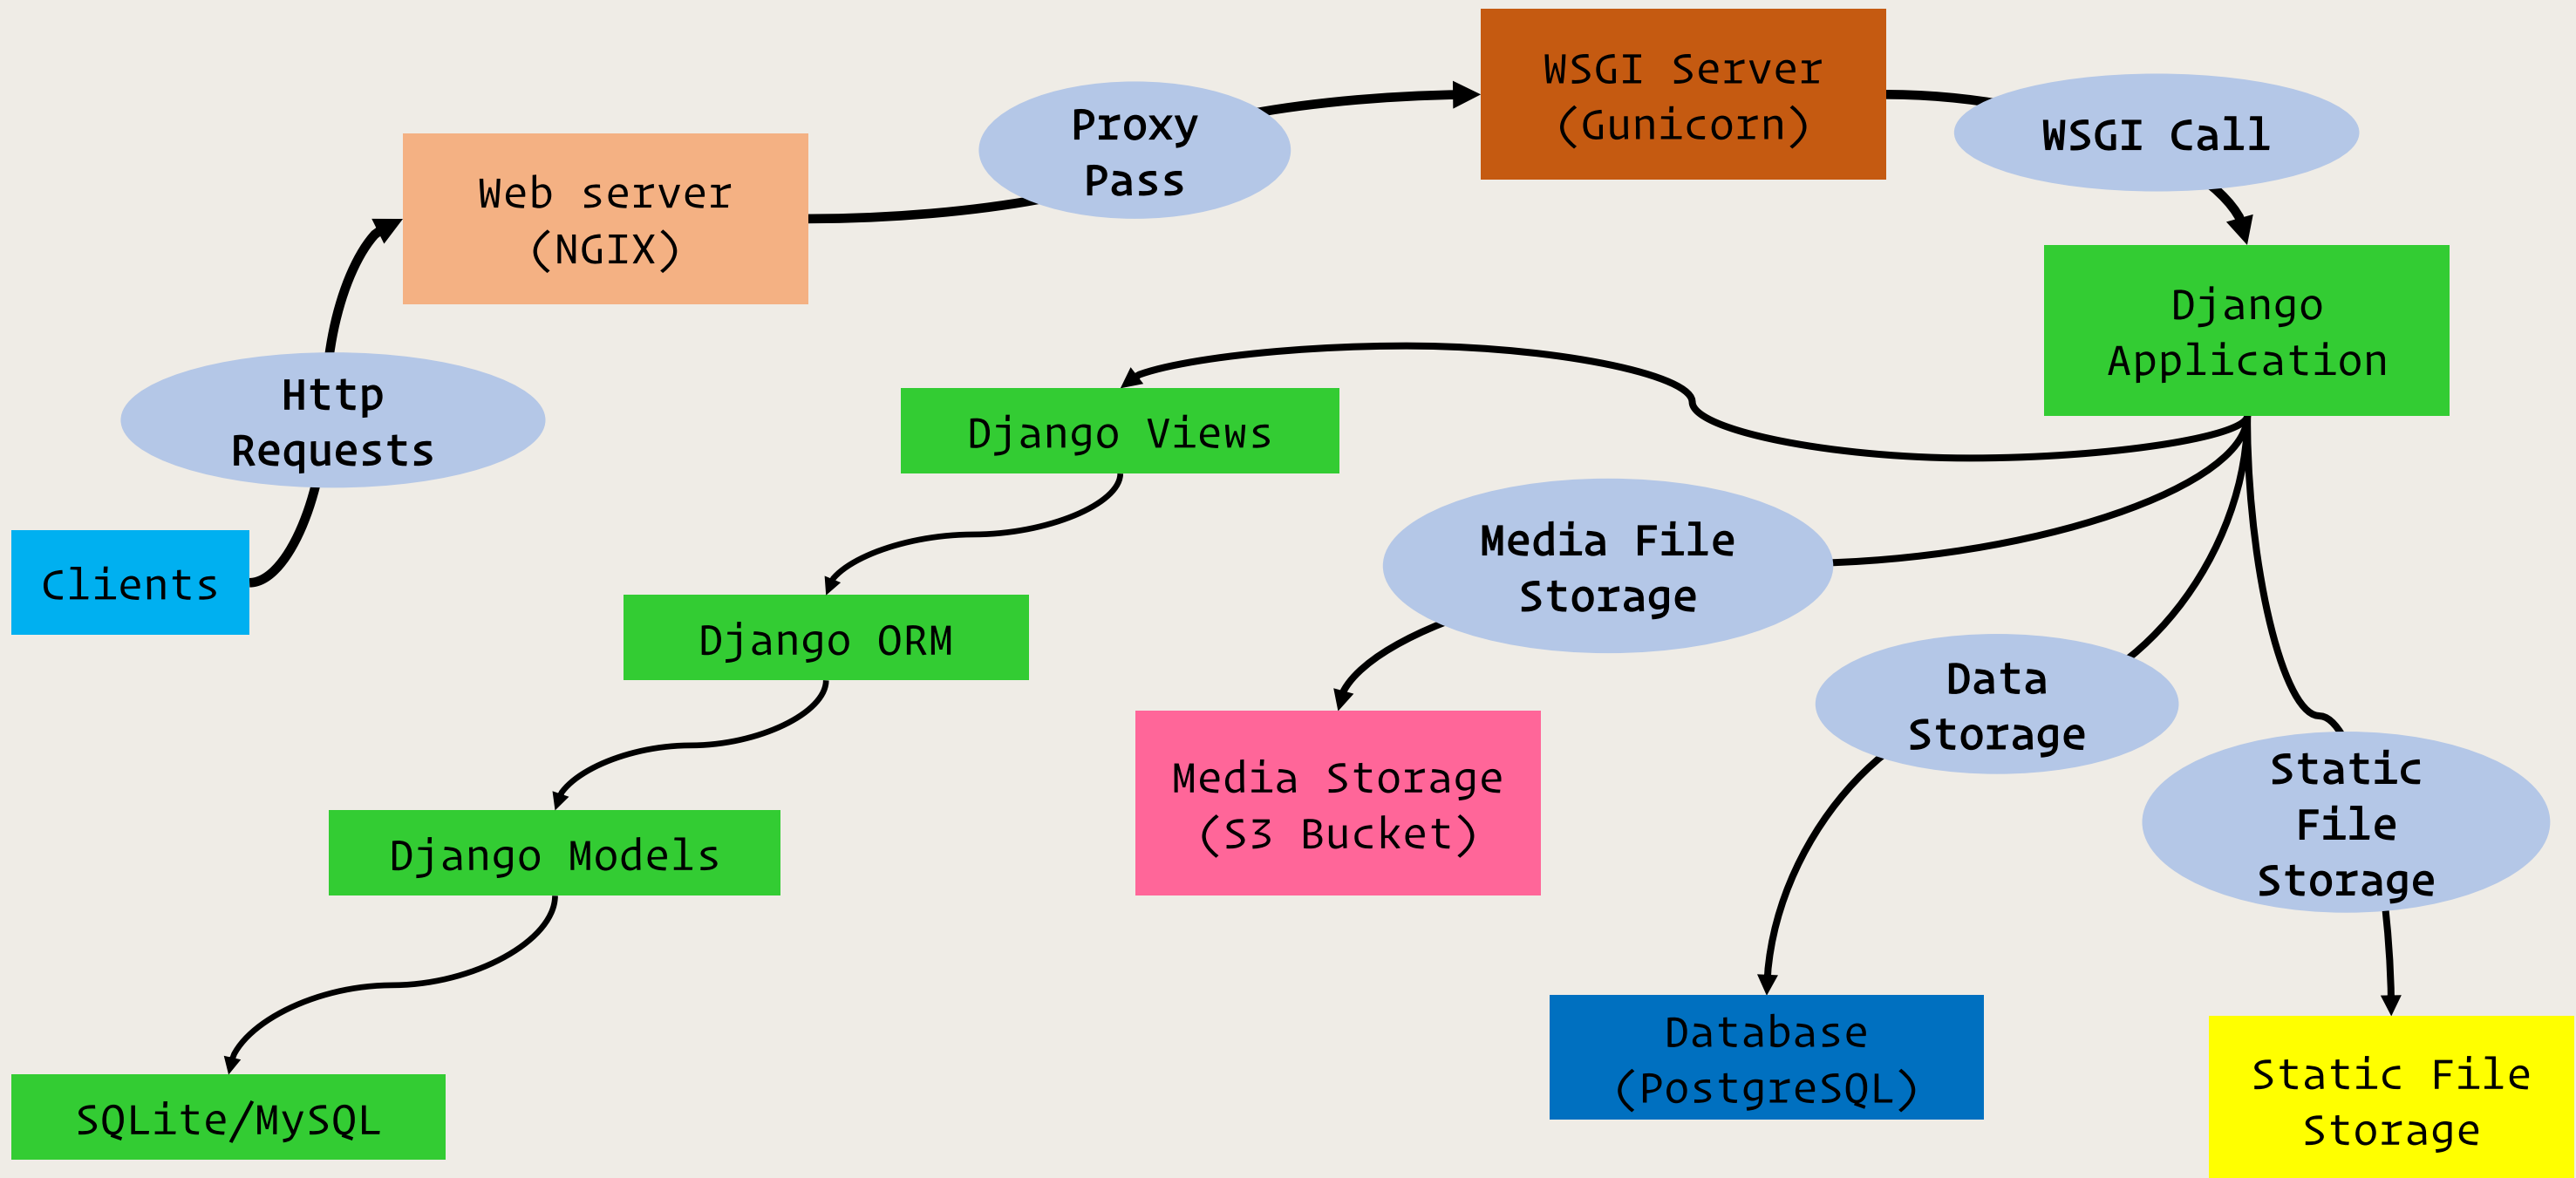 WSGI Server
(Gunicorn)
Proxy
Pass
WSGI Call
Web server
(NGIX)
Django
Application
Http
Requests
Django Views
Media File
Storage
Clients
Django ORM
Data
Storage
Media Storage
(S3 Bucket)
Static
File
Storage
Django Models
Database
(PostgreSQL)
Static File
Storage
SQLite/MySQL